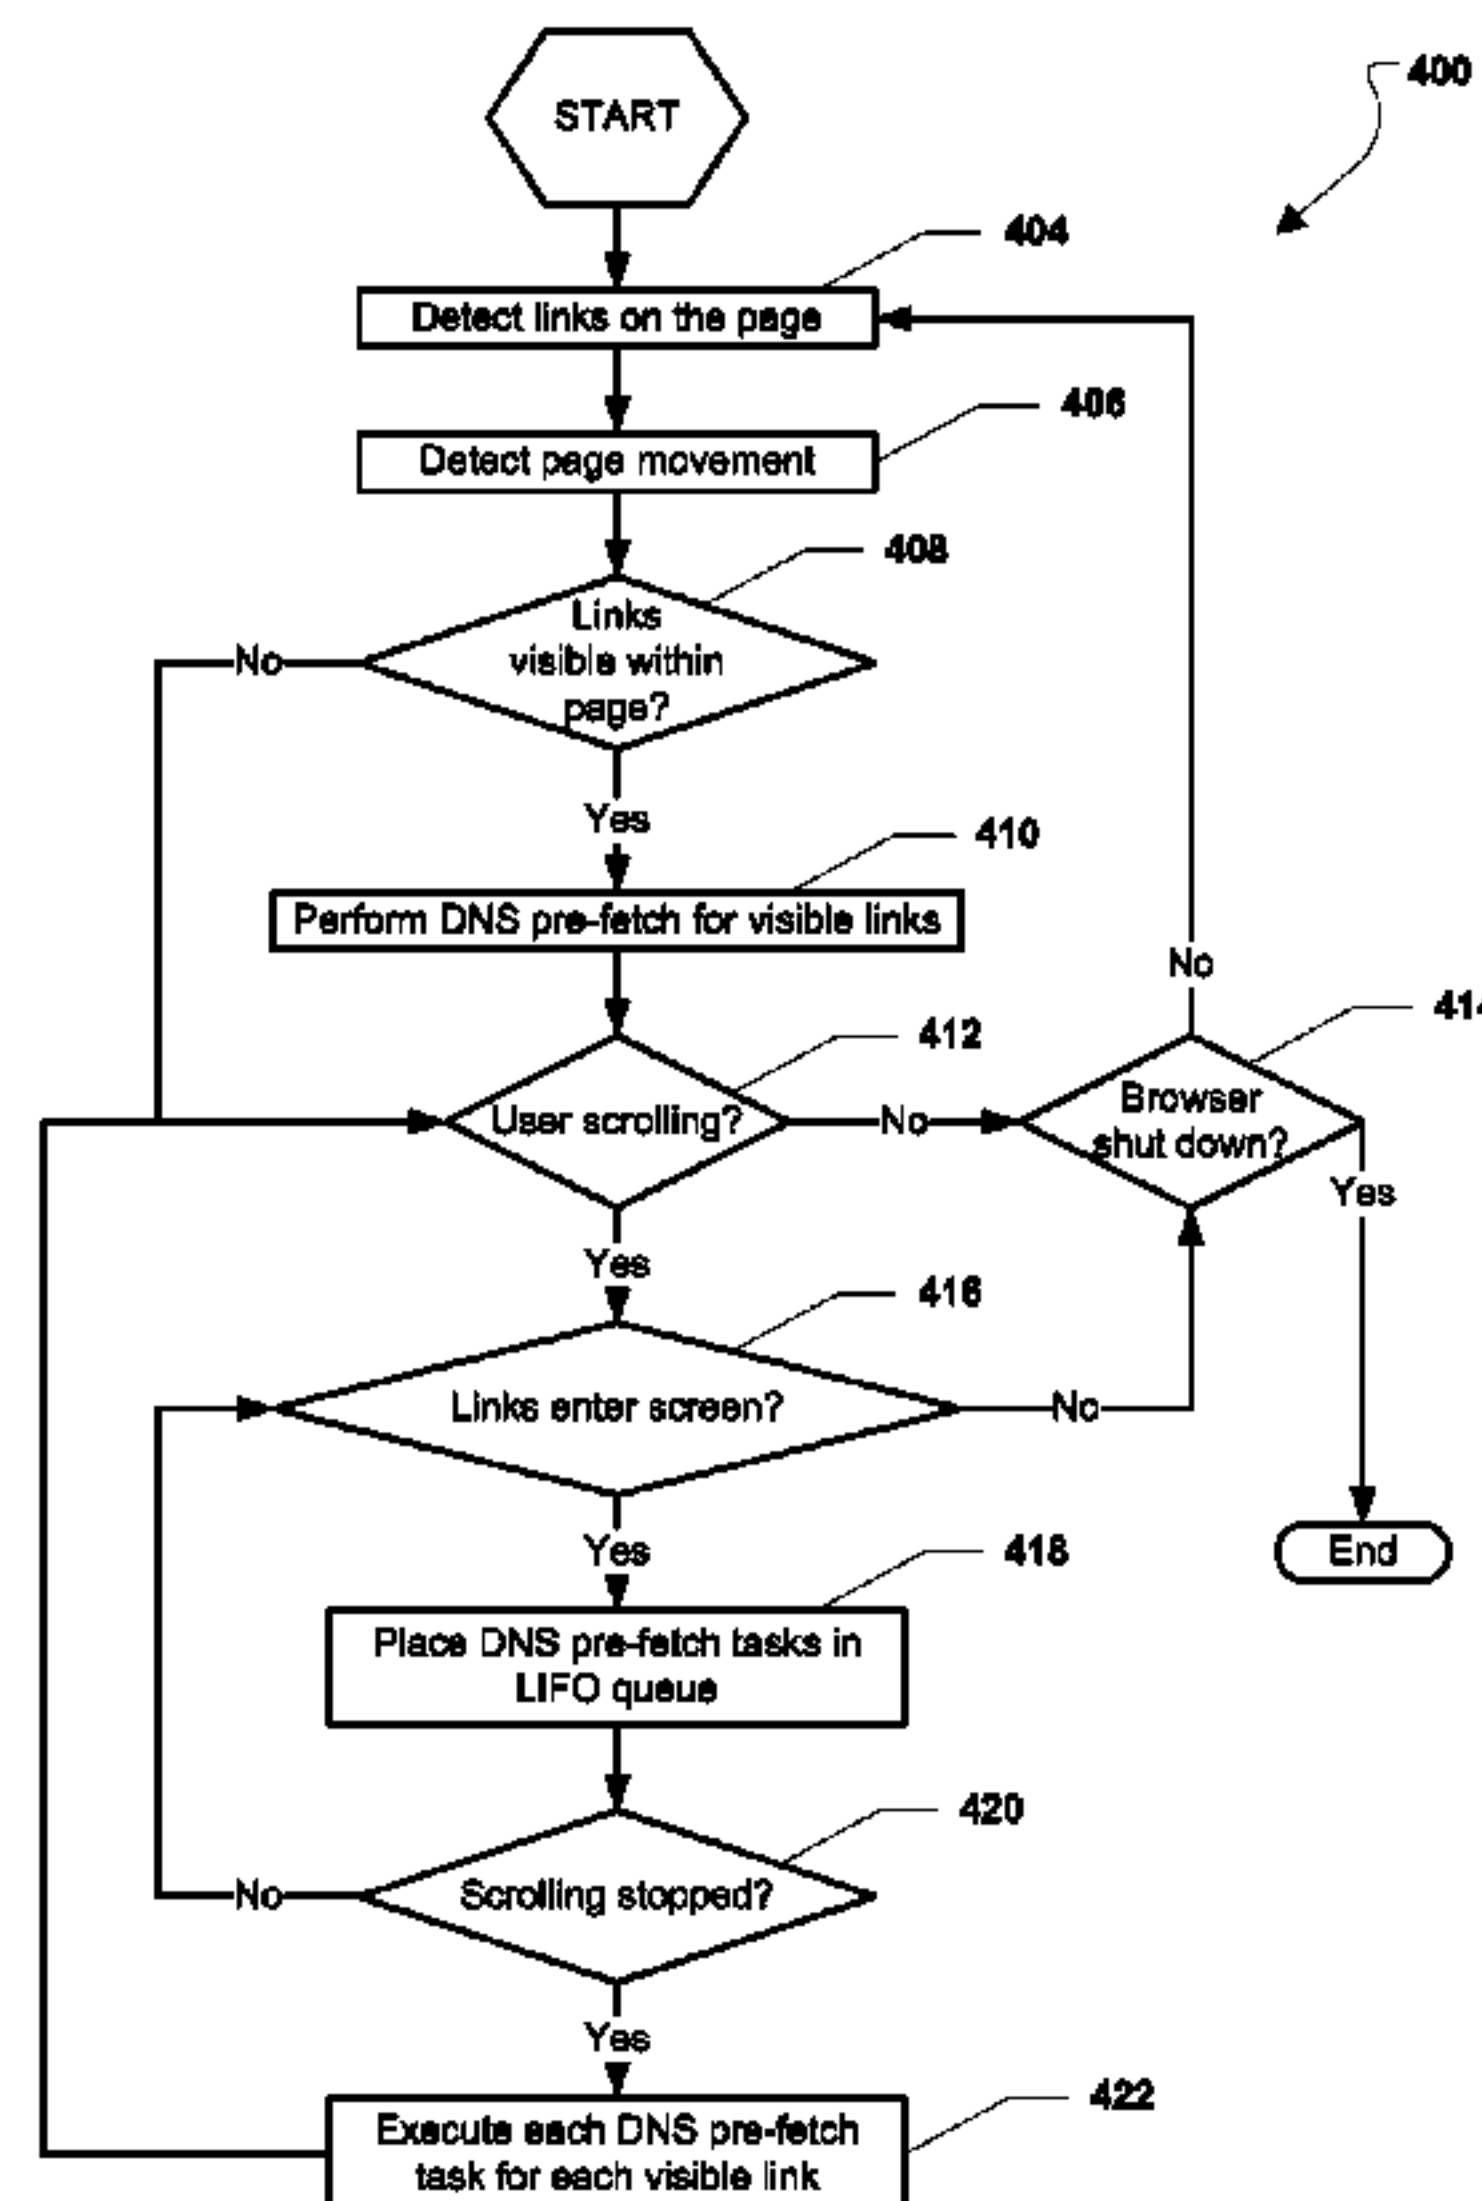 START
400
404
Detect links on the page
406
Detect page movement
408
Links
visible within
page?
No
Yes
410
Perform DNS pre-fetch for visible links
No
412
414
User scrolling?
No
Browser
shut down?
Yes
Yes
416
Links enter screen?
No
Yes
418
End
Place DNS pre-fetch tasks in
LIFO queue
420
Scrolling stopped?
No
Yes
422
Execute each DNS pre-fetch
task for each visible link